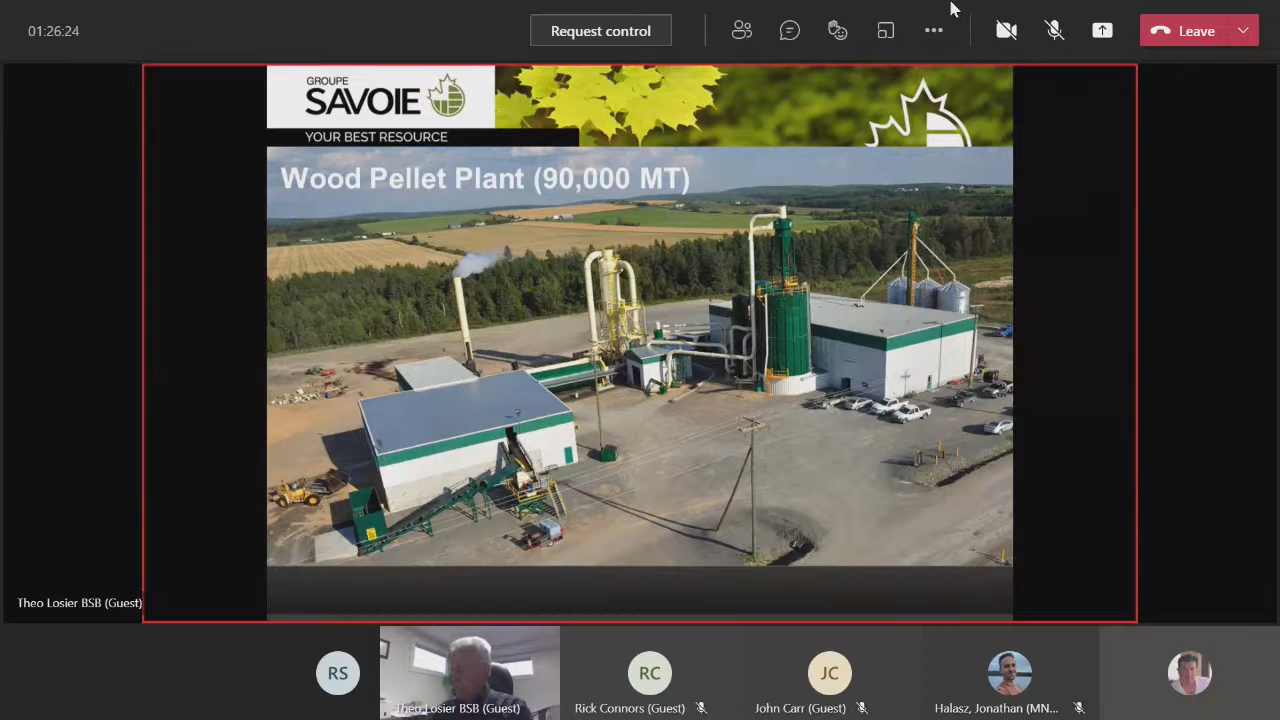 01:26:24
Request control
Leave
GROUPE
SAVOIE
YOUR BEST RESOURCE
Wood Pellet Plant (90,000 MT)
Theo Losier BSB (Guest)
RS
RC
JC
Theo Losier BSB (Guest)
Rick Connors (Guest)
John Carr (Guest)
Halasz, Jonathan (MN...